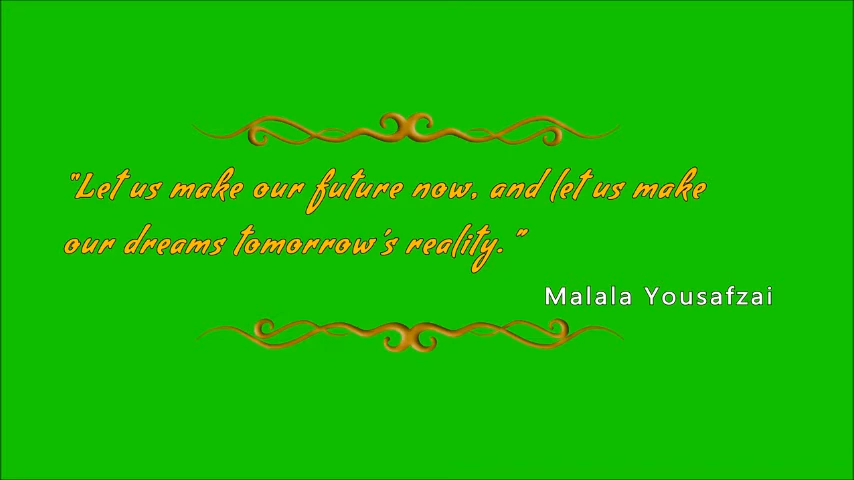 "Let us make our future now, and let us make
our dreams tomorrow's reality."
Malala Yousafzai